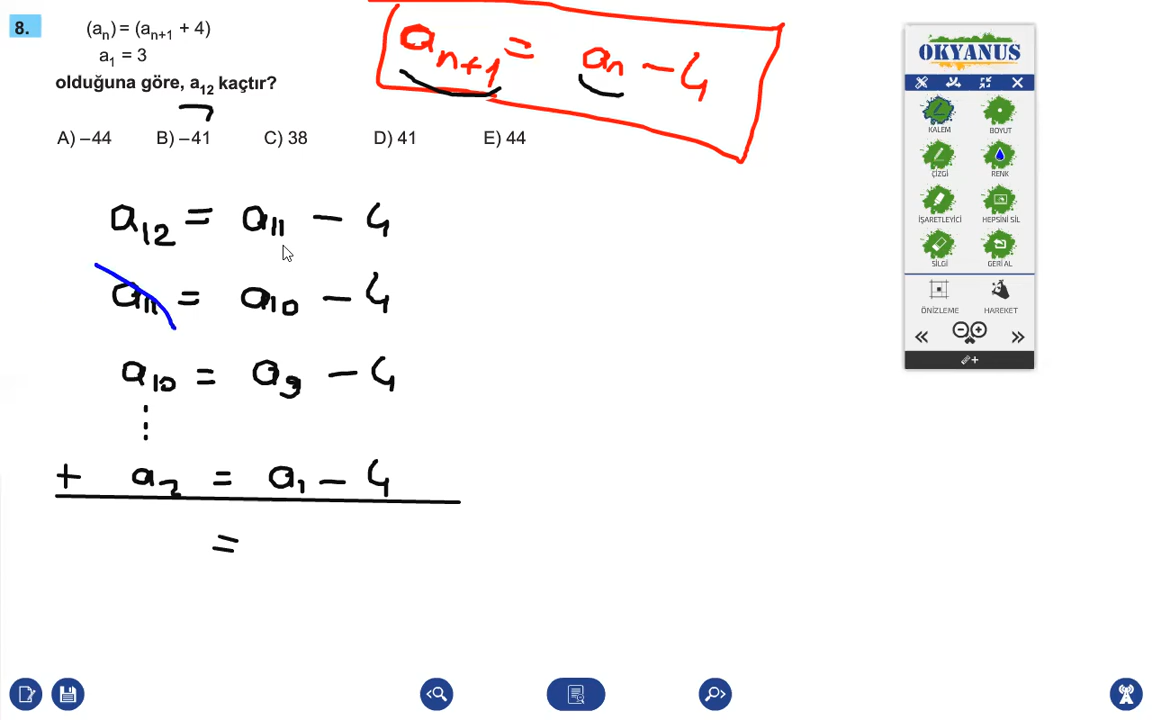 8.
(aₙ) = (aₙ₊₁ + 4)
a₁ = 3
olduğuna göre, a₁₂ kaçtır?
A) –44 B) –41 C) 38 D) 41 E) 44
aₙ₊₁ = aₙ – 4
a₁₂ = a₁₁ – 4
a₁₁ = a₁₀ – 4
a₁₀ = a₉ – 4
⋮
+ a₂ = a₁ – 4
=
OKYANUS
KALEM BOYUT
ÇİZGİ RENK
İŞARETLEYİCİ HEPSİNİ SİL
SİLGİ GERİ AL
ÖNİZLEME HAREKET